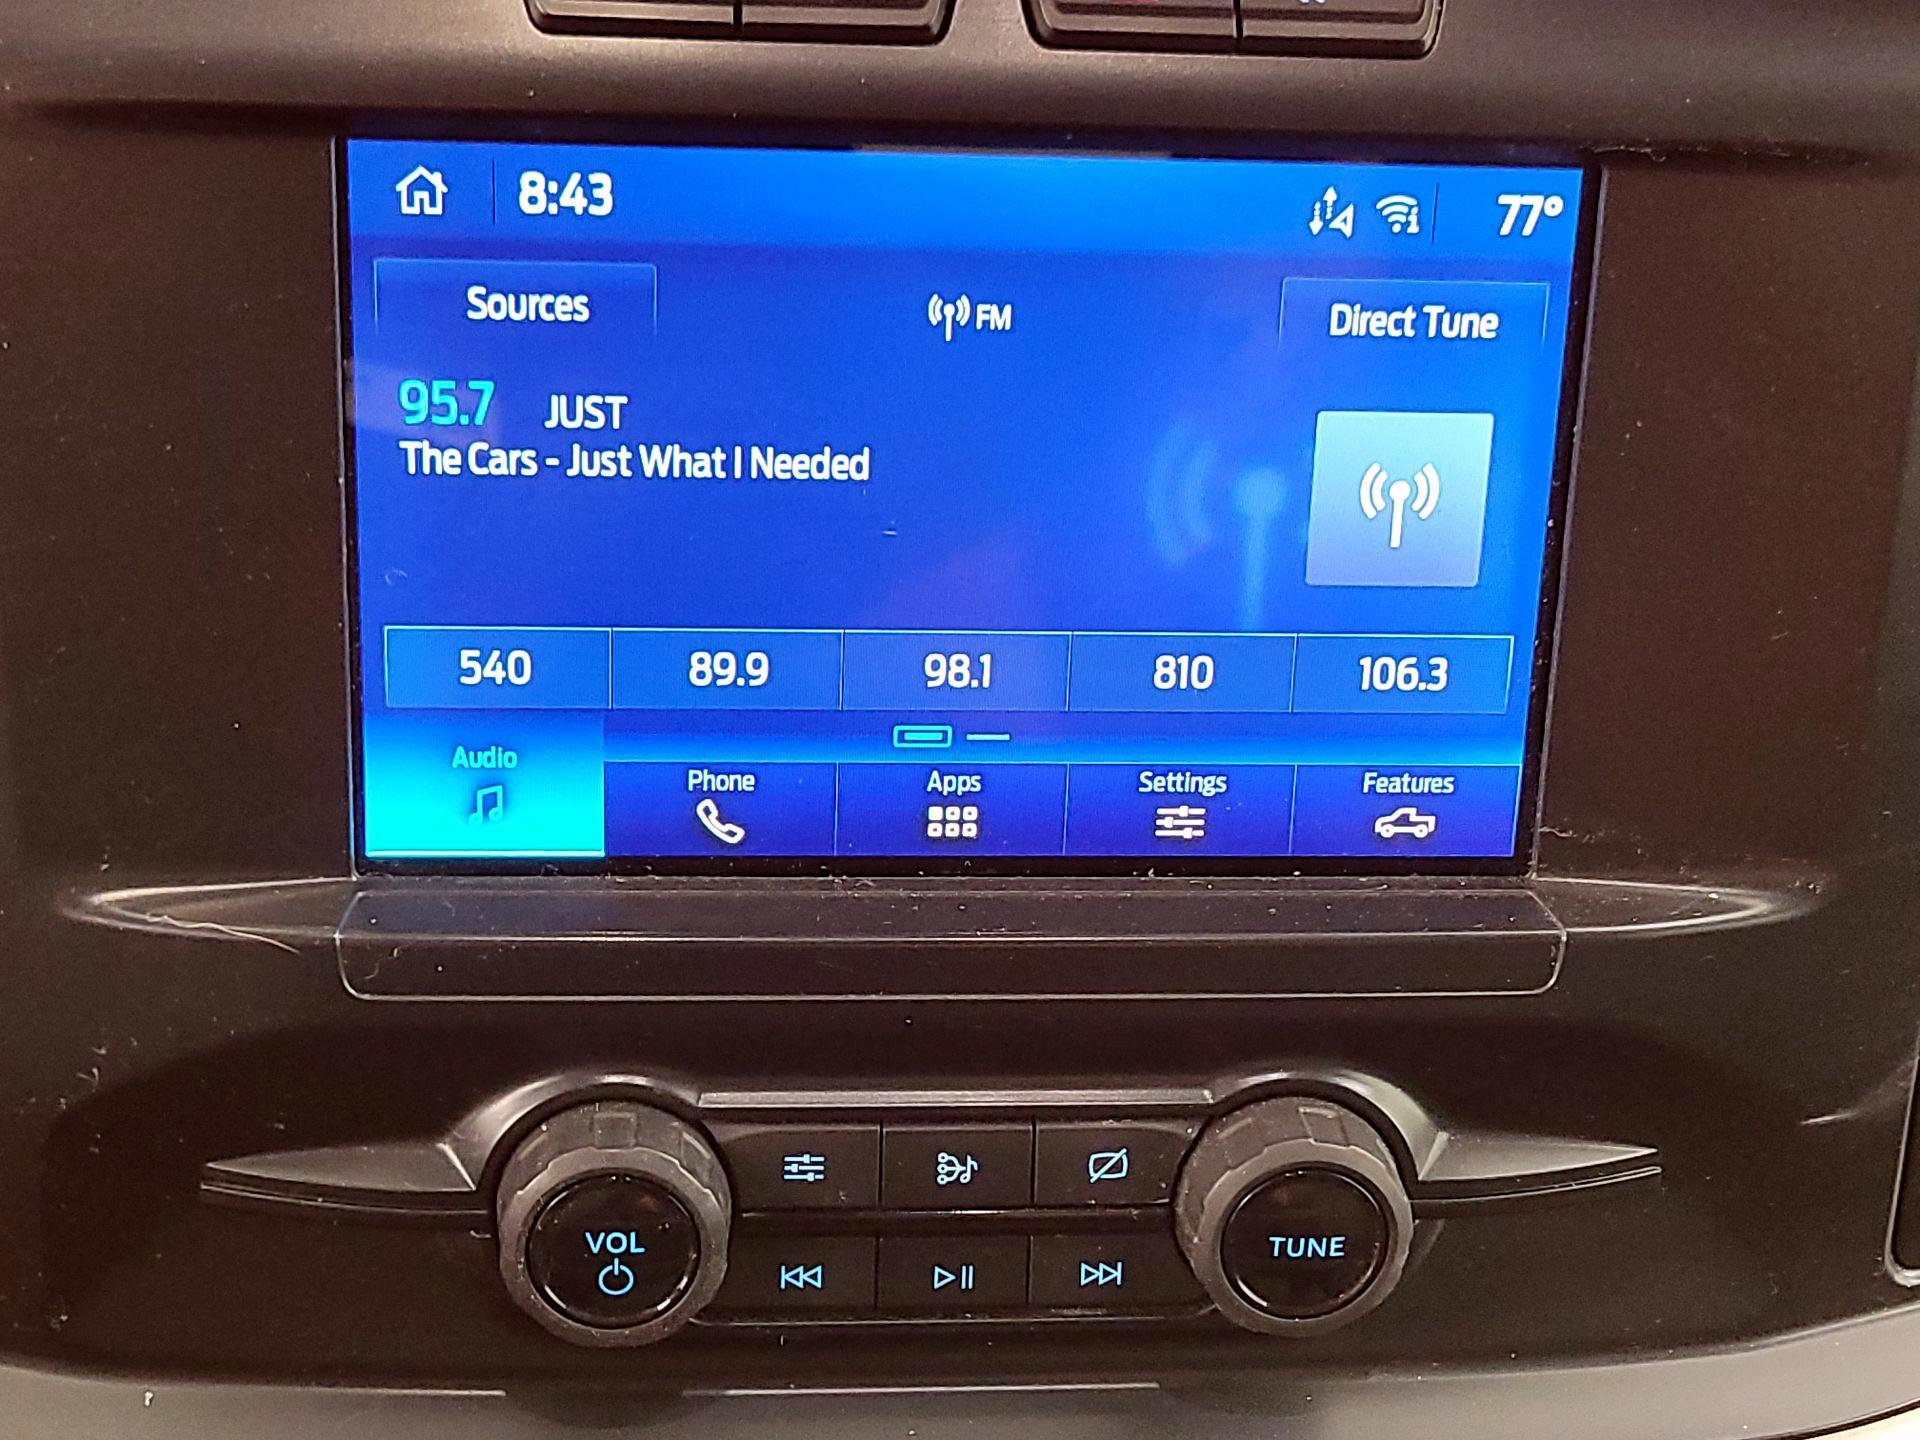 8:43
77°
Sources
FM
Direct Tune
95.7 JUST
The Cars - Just What I Needed
540 89.9 98.1 810 106.3
Audio Phone Apps Settings Features
VOL
TUNE